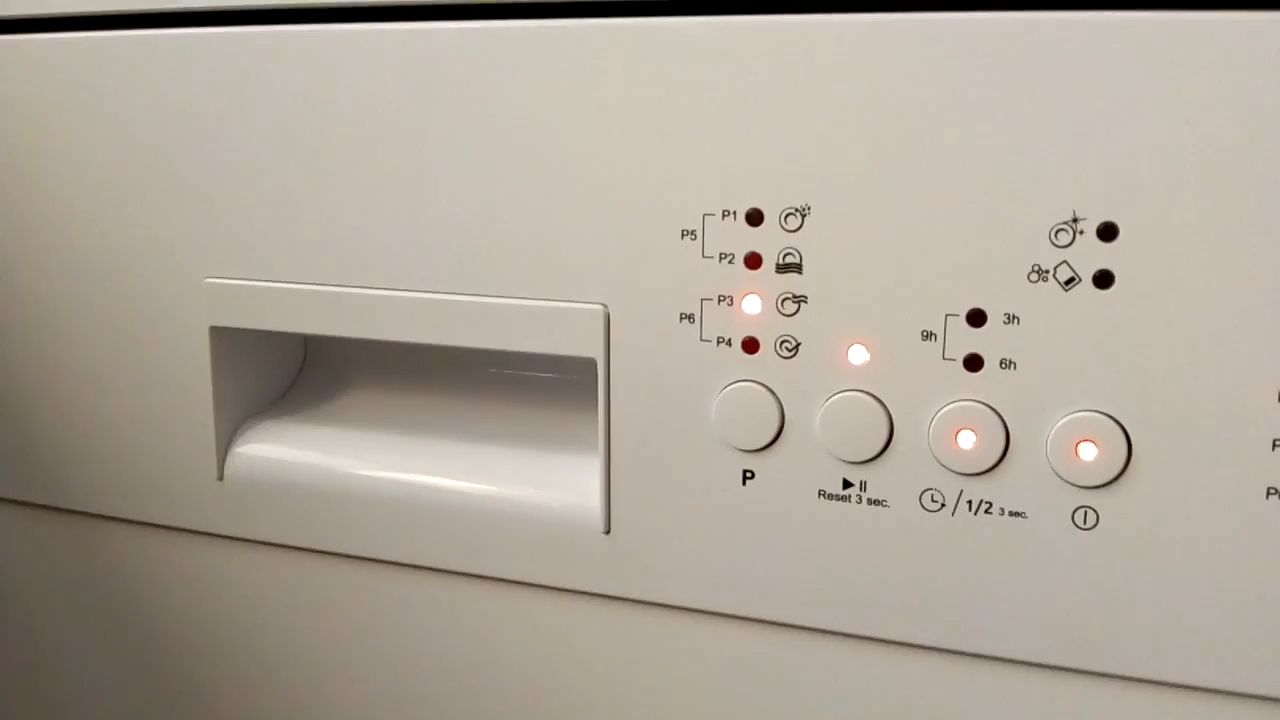 P1
P5
P2
P3
P6
P4
3h
9h
6h
P
Reset 3 sec.
/ 1/2 3 sec.